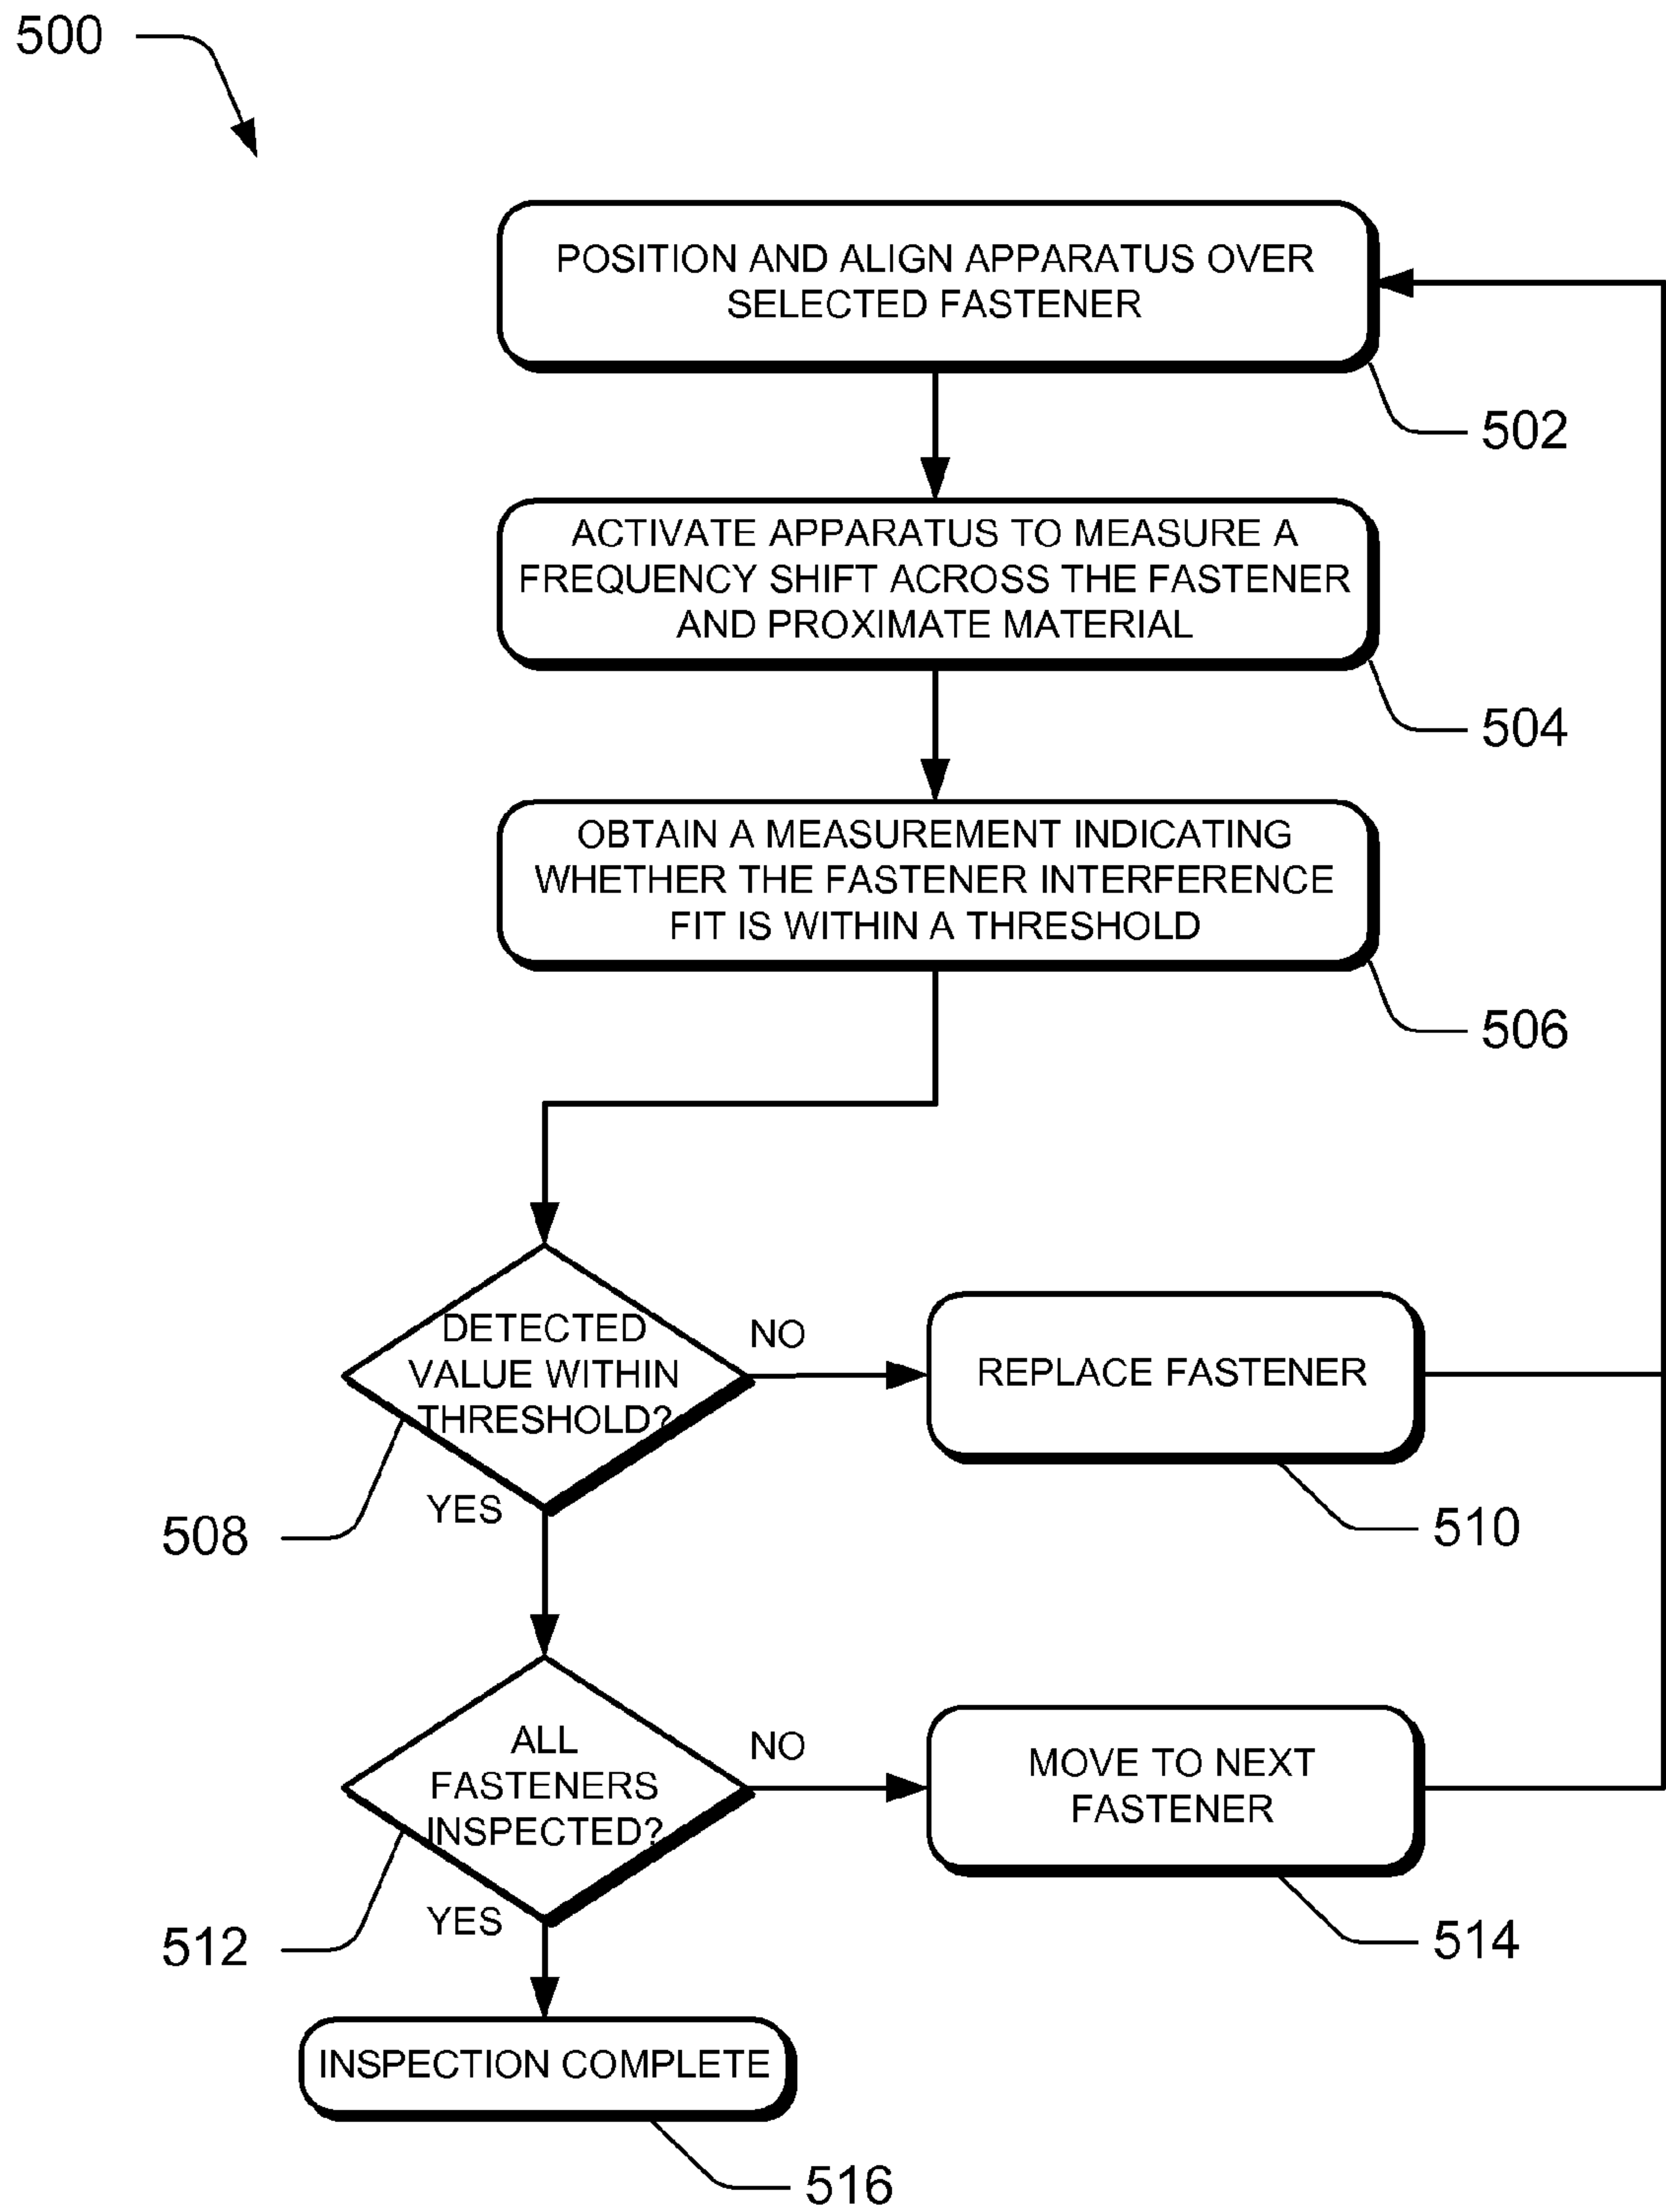 500
POSITION AND ALIGN APPARATUS OVER
SELECTED FASTENER
502
ACTIVATE APPARATUS TO MEASURE A
FREQUENCY SHIFT ACROSS THE FASTENER
AND PROXIMATE MATERIAL
504
OBTAIN A MEASUREMENT INDICATING
WHETHER THE FASTENER INTERFERENCE
FIT IS WITHIN A THRESHOLD
506
DETECTED
VALUE WITHIN
THRESHOLD?
NO
REPLACE FASTENER
YES
508
510
ALL
FASTENERS
INSPECTED?
NO
MOVE TO NEXT
FASTENER
YES
512
514
INSPECTION COMPLETE
516